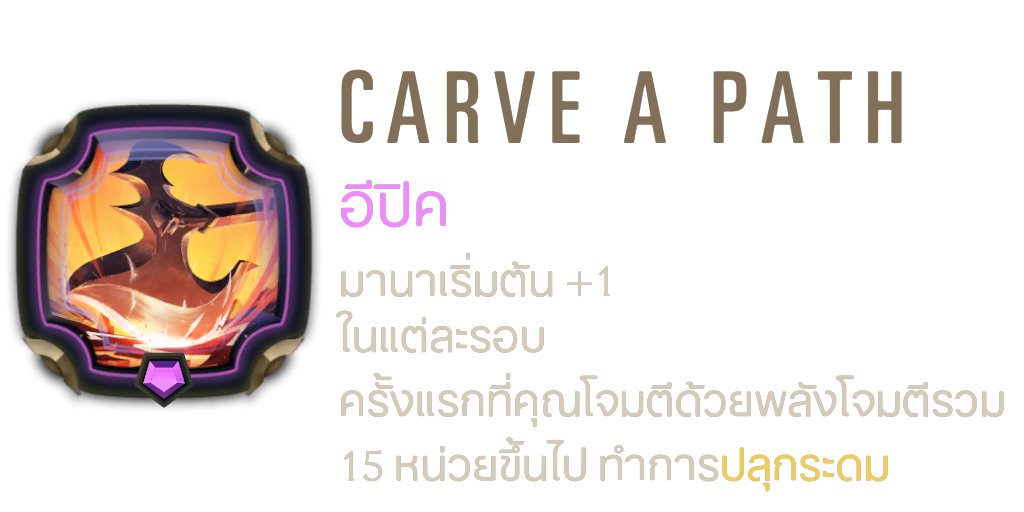 CARVE A PATH
อีปิค
มานาเริ่มต้น +1
ในแต่ละรอบ
ครั้งแรกที่คุณโจมตีด้วยพลังโจมตีรวม
15 หน่วยขึ้นไป ทำการปลุกระดม